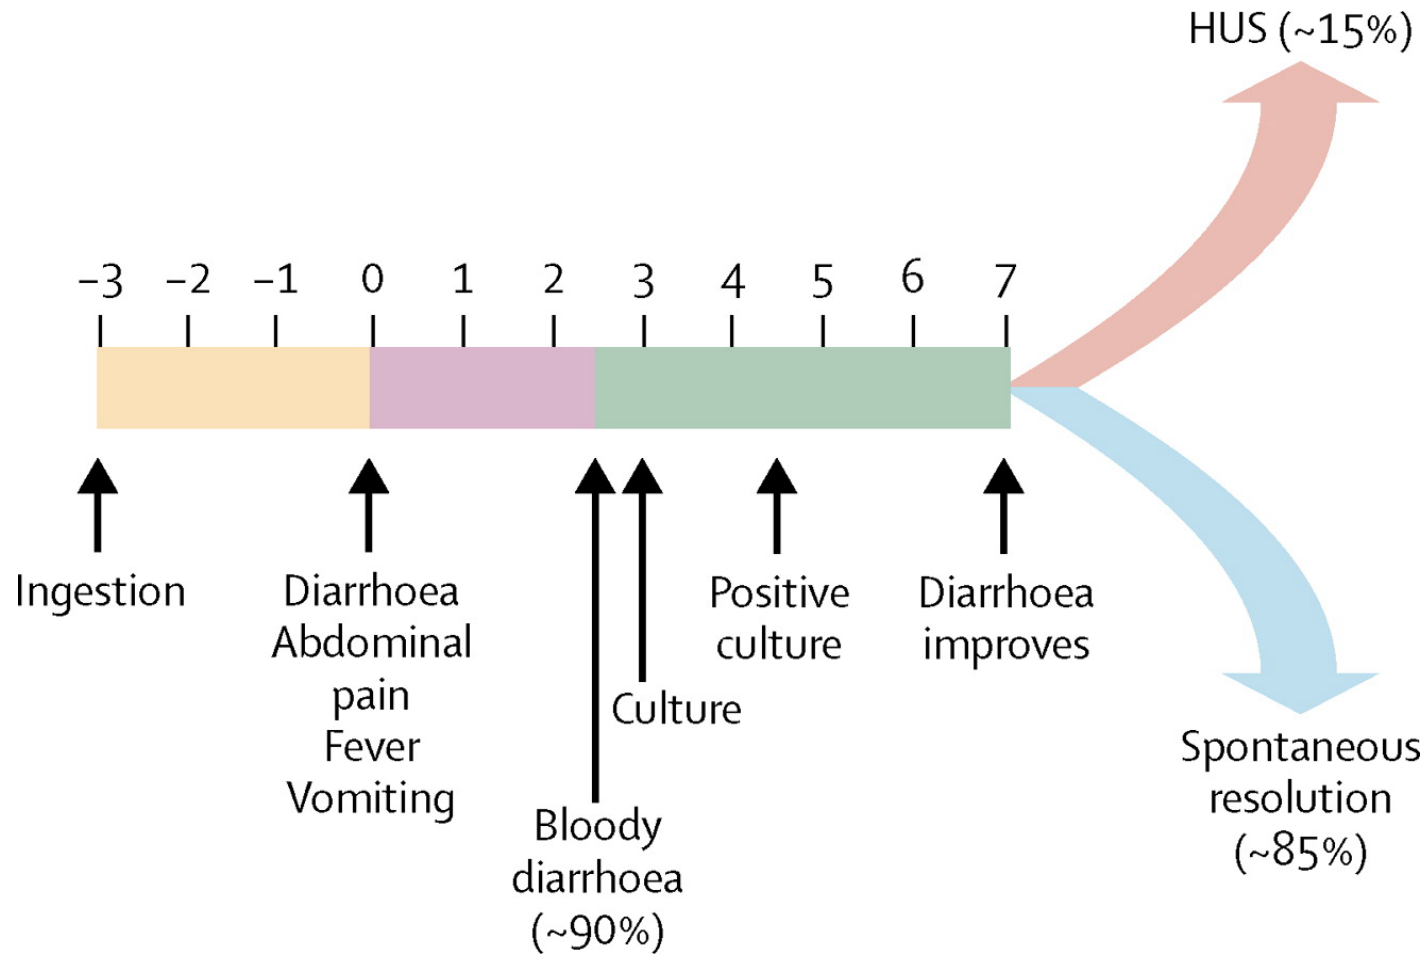 HUS (~15%)
–3 –2 –1 0 1 2 3 4 5 6 7
Ingestion
Diarrhoea
Abdominal
pain
Fever
Vomiting
Bloody
diarrhoea
(~90%)
Culture
Positive
culture
Diarrhoea
improves
Spontaneous
resolution
(~85%)